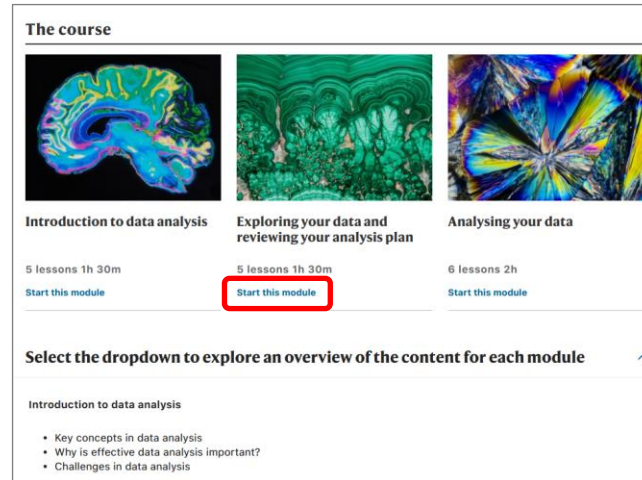 The course
Introduction to data analysis
5 lessons 1h 30m
Start this module
Exploring your data and
reviewing your analysis plan
5 lessons 1h 30m
Start this module
Analysing your data
6 lessons 2h
Start this module
Select the dropdown to explore an overview of the content for each module
Introduction to data analysis
• Key concepts in data analysis
• Why is effective data analysis important?
• Challenges in data analysis